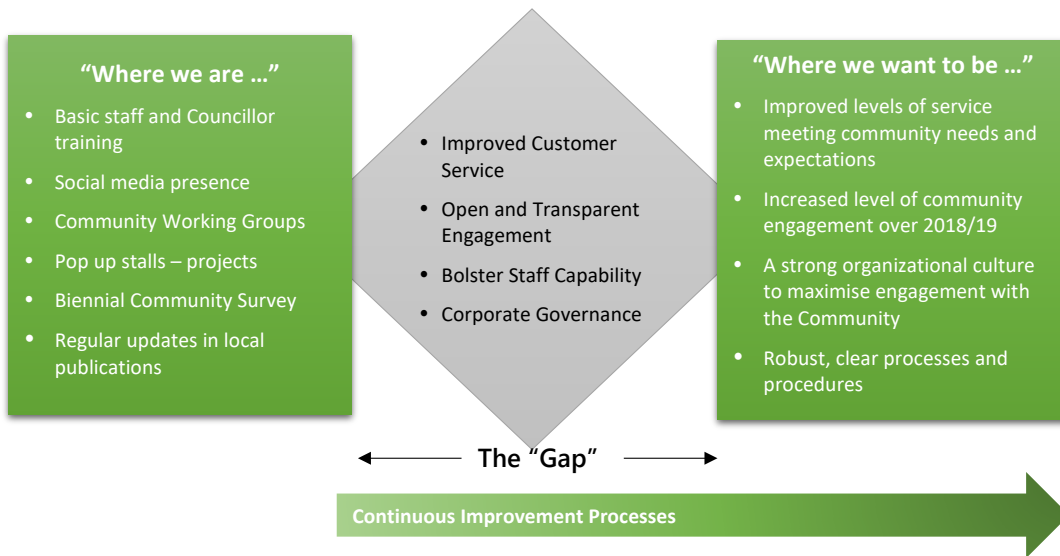 “Where we are …”
• Basic staff and Councillor
training
• Social media presence
• Community Working Groups
• Pop up stalls – projects
• Biennial Community Survey
• Regular updates in local
publications
• Improved Customer
Service
• Open and Transparent
Engagement
• Bolster Staff Capability
• Corporate Governance
“Where we want to be …”
• Improved levels of service
meeting community needs and
expectations
• Increased level of community
engagement over 2018/19
• A strong organizational culture
to maximise engagement with
the Community
• Robust, clear processes and
procedures
The “Gap”
Continuous Improvement Processes